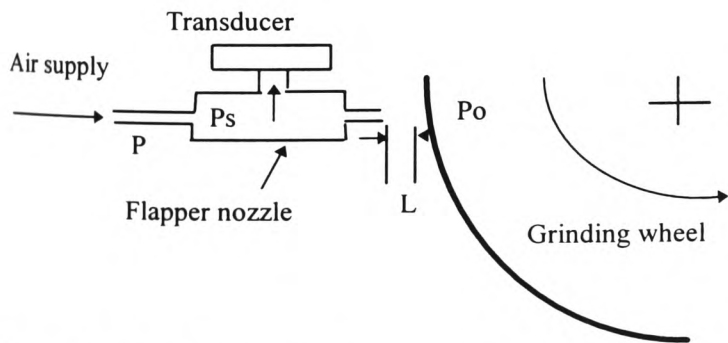 Transducer
Air supply
Ps
Po
P
L
Flapper nozzle
Grinding wheel